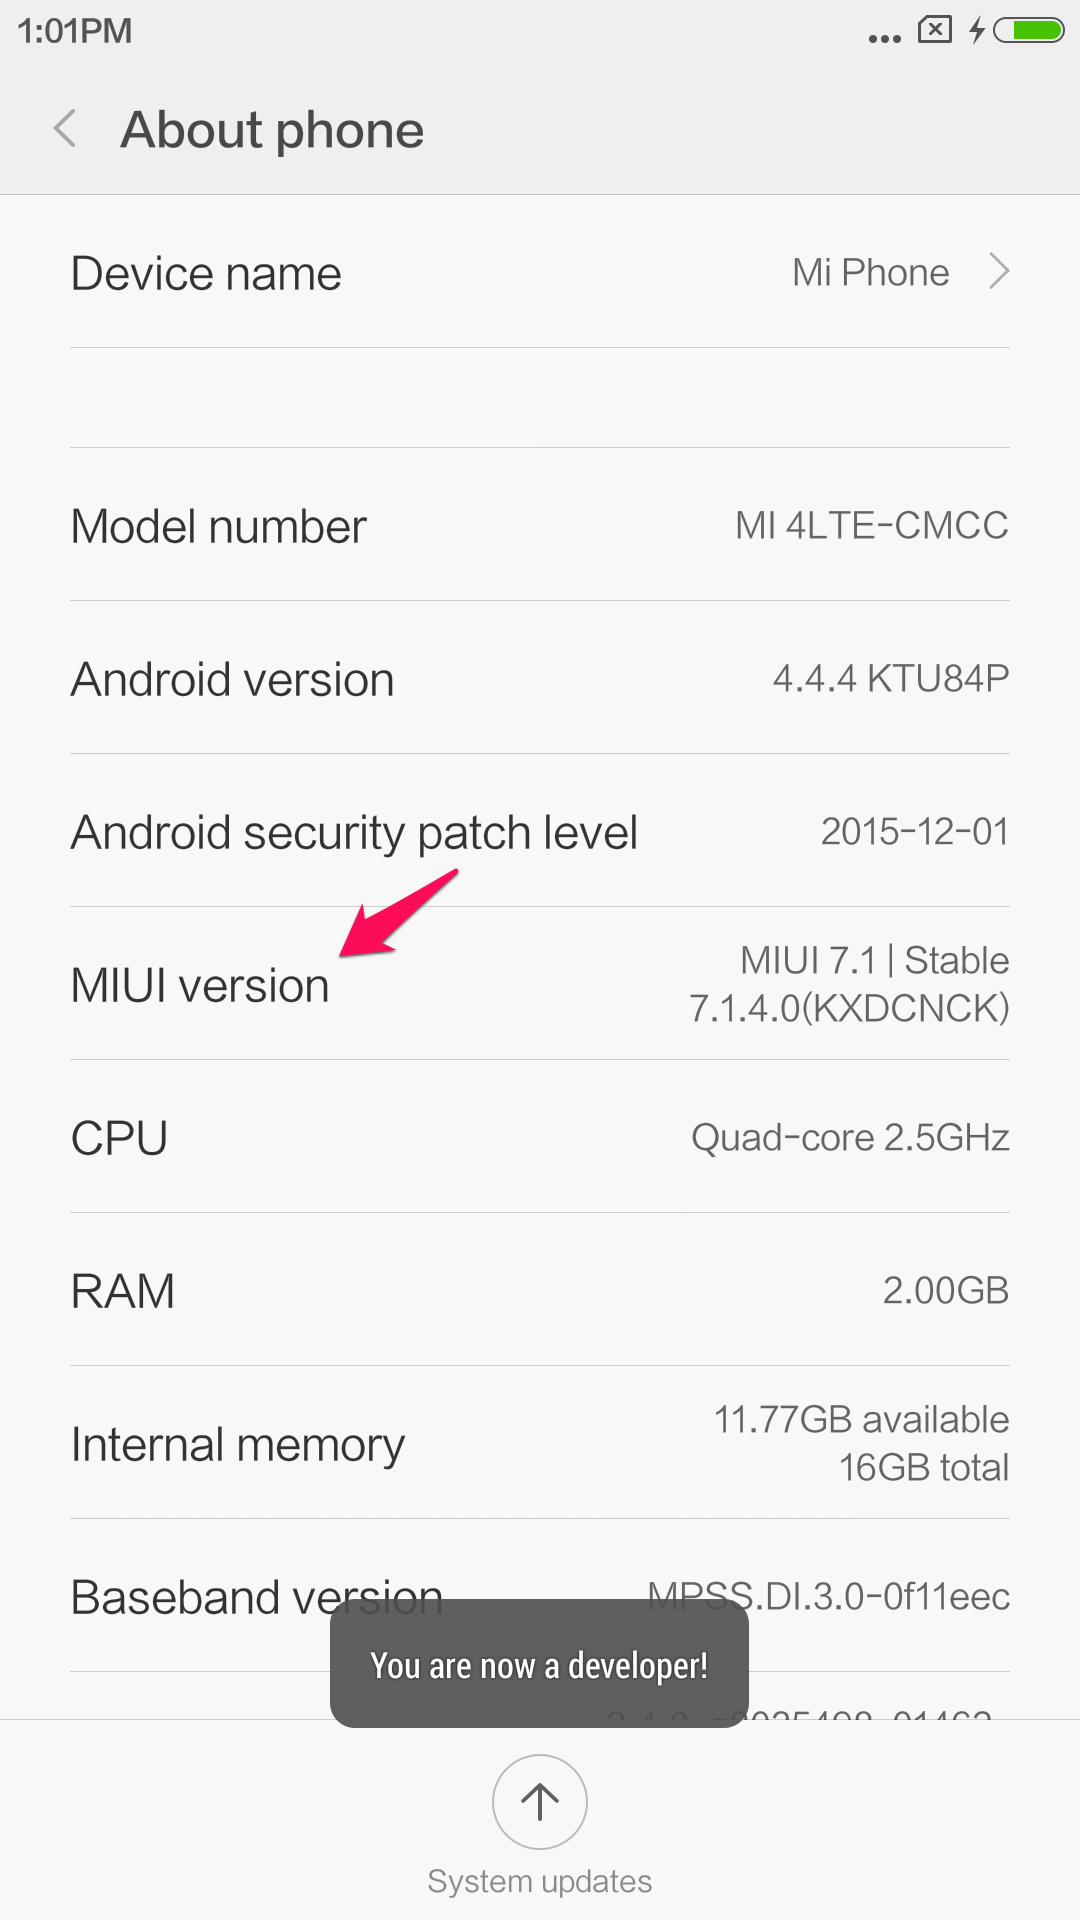 1:01PM
About phone
Device name
Mi Phone
Model number
MI 4LTE-CMCC
Android version
4.4.4 KTU84P
Android security patch level
2015-12-01
MIUI version
MIUI 7.1 | Stable
7.1.4.0(KXDCNCK)
CPU
Quad-core 2.5GHz
RAM
2.00GB
Internal memory
11.77GB available
16GB total
Baseband version
MPSS.DI.3.0-0f11eec
You are now a developer!
System updates